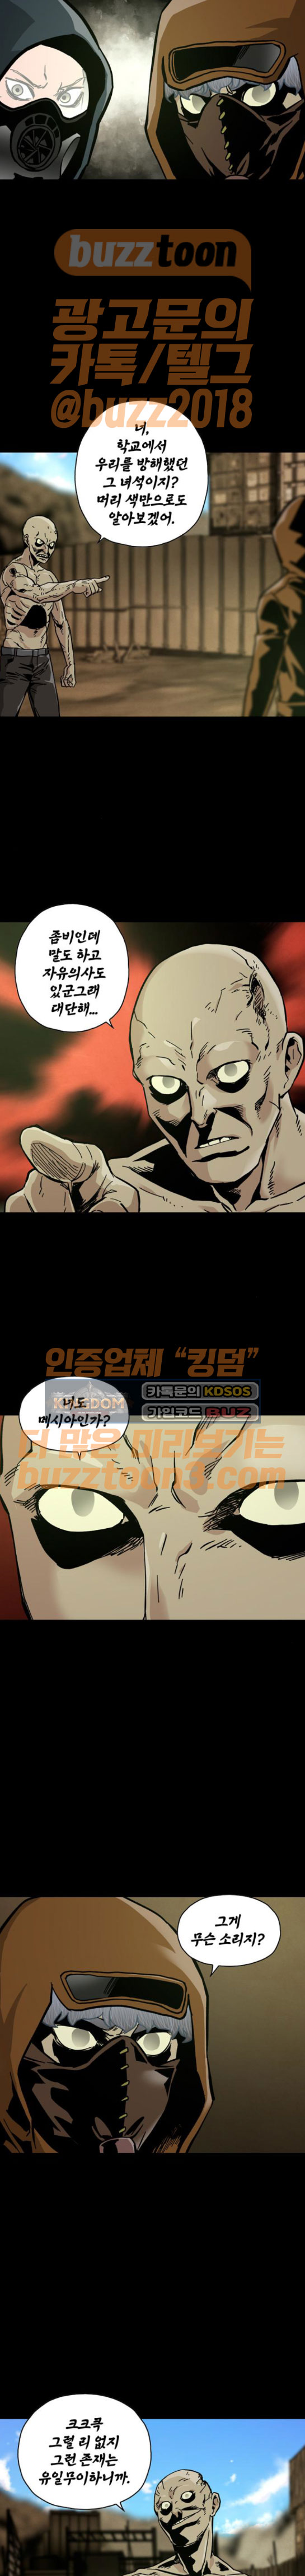 buzztoon
광고문의
카톡/텔그
@buzz2018
너,
학교에서
우리를 방해했던
그 녀석이지?
머리 색만으로도
알아보겠어.
좀비인데
말도 하고
자유의사도
있군그래
대단해...
인증업체 “킹덤”
KINGDOM
카톡문의 KDSOS
가입코드 BUZ
너도
메시아인가?
더 많은 미리보기는
buzztoon3.com
그게
무슨 소리지?
크크큭
그럴 리 없지
그런 존재는
유일무이하니까.